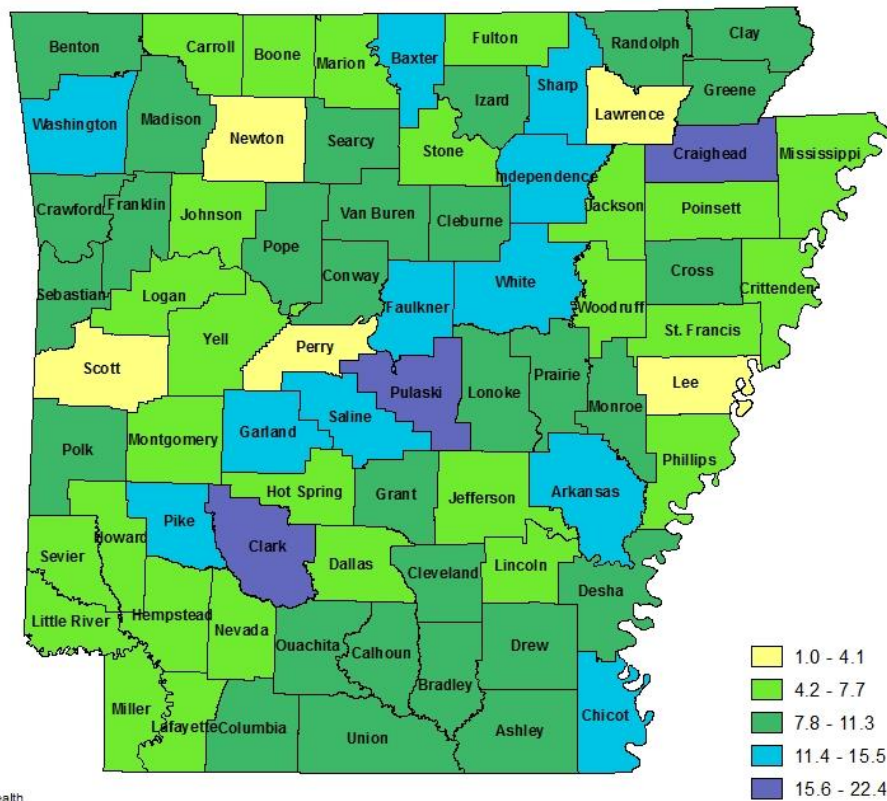 Benton
Carroll
Boone
Marion
Baxter
Fulton
Sharp
Randolph
Clay
Washington
Madison
Newton
Searcy
Stone
Izard
Lawrence
Greene
Independence
Craighead
Mississippi
Crawford
Franklin
Johnson
Pope
Van Buren
Cleburne
Jackson
Poinsett
Sebastian
Logan
Conway
Faulkner
White
Woodruff
Cross
Crittenden
Scott
Yell
Perry
Pulaski
Lonoke
Prairie
Monroe
St. Francis
Lee
Polk
Montgomery
Garland
Saline
Phillips
Hot Spring
Grant
Jefferson
Arkansas
Sevier
Howard
Pike
Clark
Dallas
Cleveland
Lincoln
Desha
Little River
Hempstead
Nevada
Ouachita
Calhoun
Bradley
Drew
Miller
Lafayette
Columbia
Union
Ashley
Chicot
1.0 - 4.1
4.2 - 7.7
7.8 - 11.3
11.4 - 15.5
15.6 - 22.4